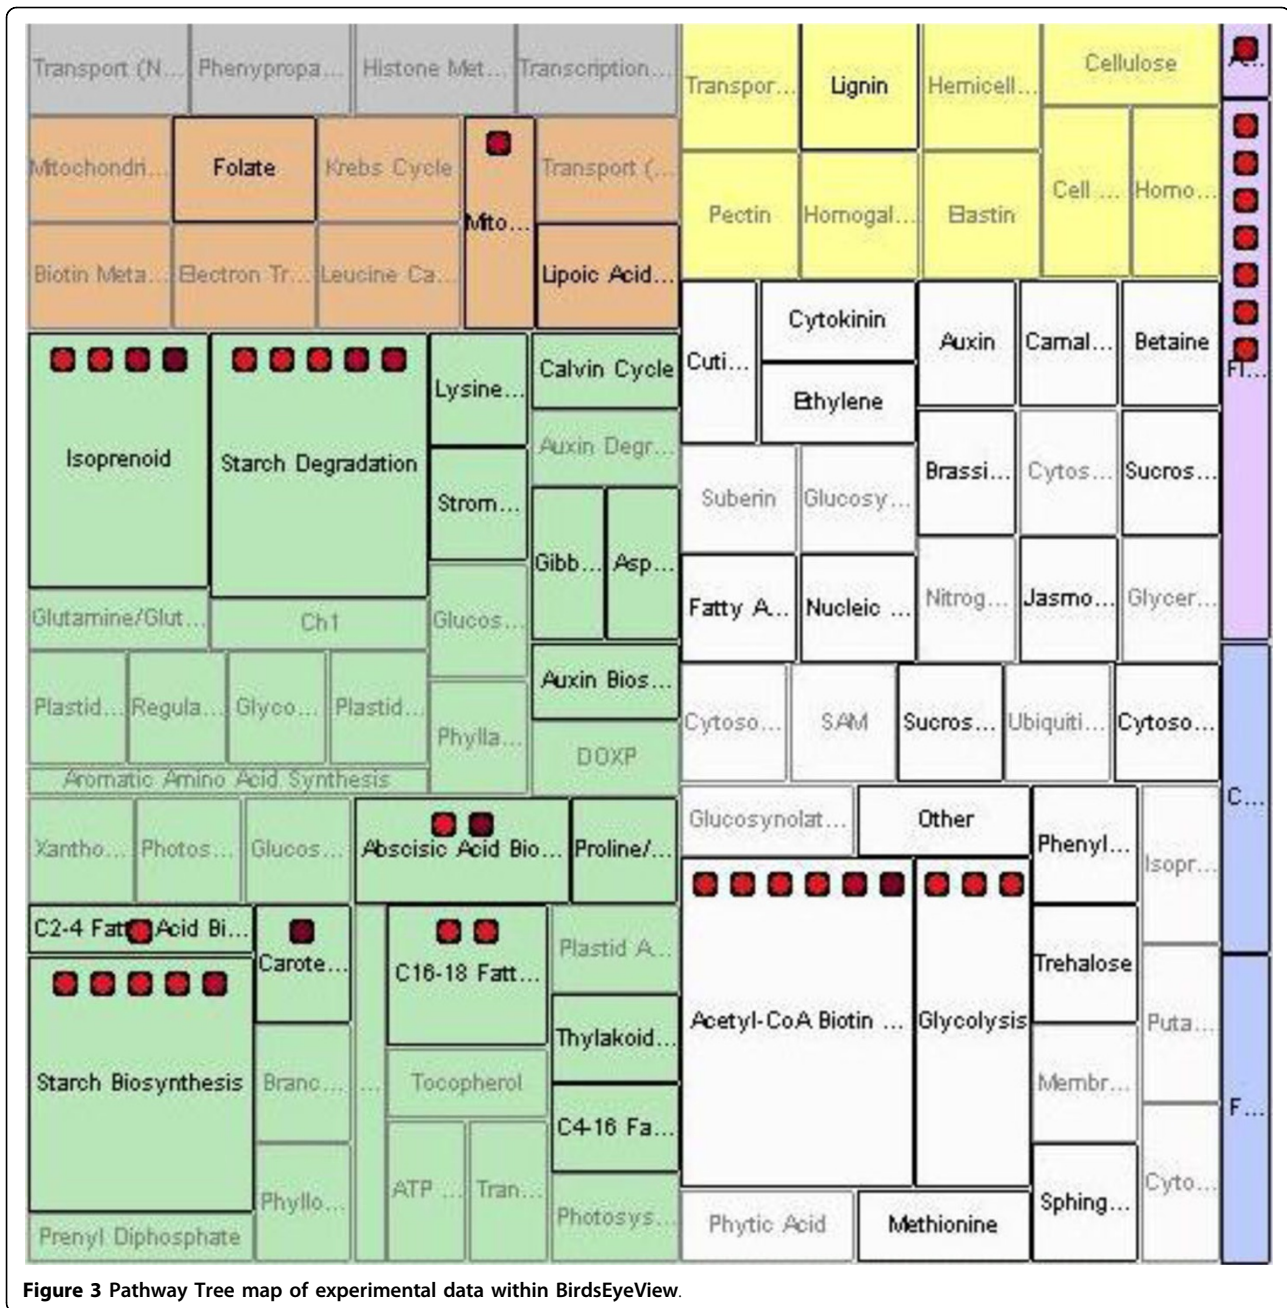 Transport (N...
Phenypropa...
Histone Met...
Transcription...
Mitochondri...
Folate
Krebs Cycle
Mito...
Transport (...
Biotin Meta...
Electron Tr...
Leucine Ca...
Lipoic Acid...
Isoprenoid
Starch Degradation
Lysine...
Calvin Cycle
Auxin Degr...
Strom...
Gibb...
Asp...
Glutamine/Glut...
Ch1
Glucos...
Plastid...
Regula...
Glyco...
Plastid...
Auxin Bios...
Phylla...
DOXP
Aromatic Amino Acid Synthesis
Xantho...
Photos...
Glucos...
Abscisic Acid Bio...
Proline/...
C2-4 Fatt Acid Bi...
Carote...
C16-18 Fatt...
Plastid A...
Starch Biosynthesis
Thylakoid...
Branc...
...
Tocopherol
C4-16 Fa...
Phyllo...
ATP ...
Tran...
Photosys...
Prenyl Diphosphate
Transpor...
Lignin
Hemicell...
Cellulose
Pectin
Homogal...
Elastin
Cell ...
Homo...
Cuti...
Cytokinin
Ethylene
Auxin
Camal...
Betaine
Suberin
Glucosy...
Brassi...
Cytos...
Sucros...
Fatty A...
Nucleic ...
Nitrog...
Jasmo...
Glycer...
Cytoso...
SAM
Sucros...
Ubiquiti...
Cytoso...
Glucosynolat...
Other
Phenyl...
Isopr...
Acetyl-CoA Biotin ...
Glycolysis
Trehalose
Puta...
Membr...
Phytic Acid
Methionine
Sphing...
Cyto...
A...
Fl...
C...
F...
Figure 3 Pathway Tree map of experimental data within BirdsEyeView.